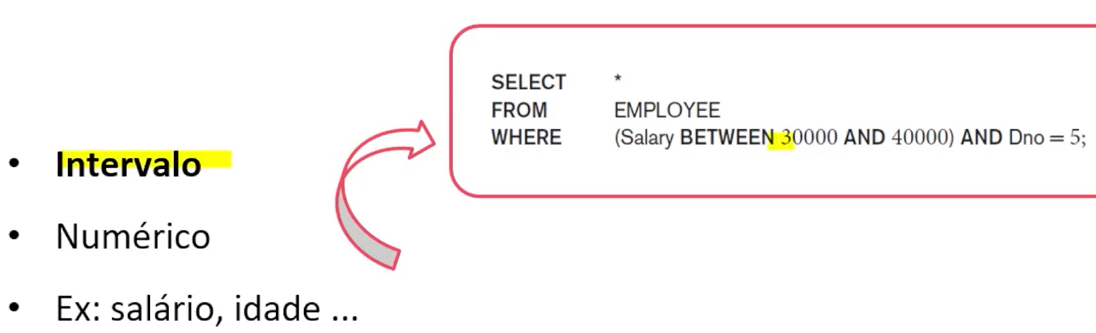 SELECT *
FROM EMPLOYEE
WHERE (Salary BETWEEN 30000 AND 40000) AND Dno = 5;
• Intervalo
• Numérico
• Ex: salário, idade ...